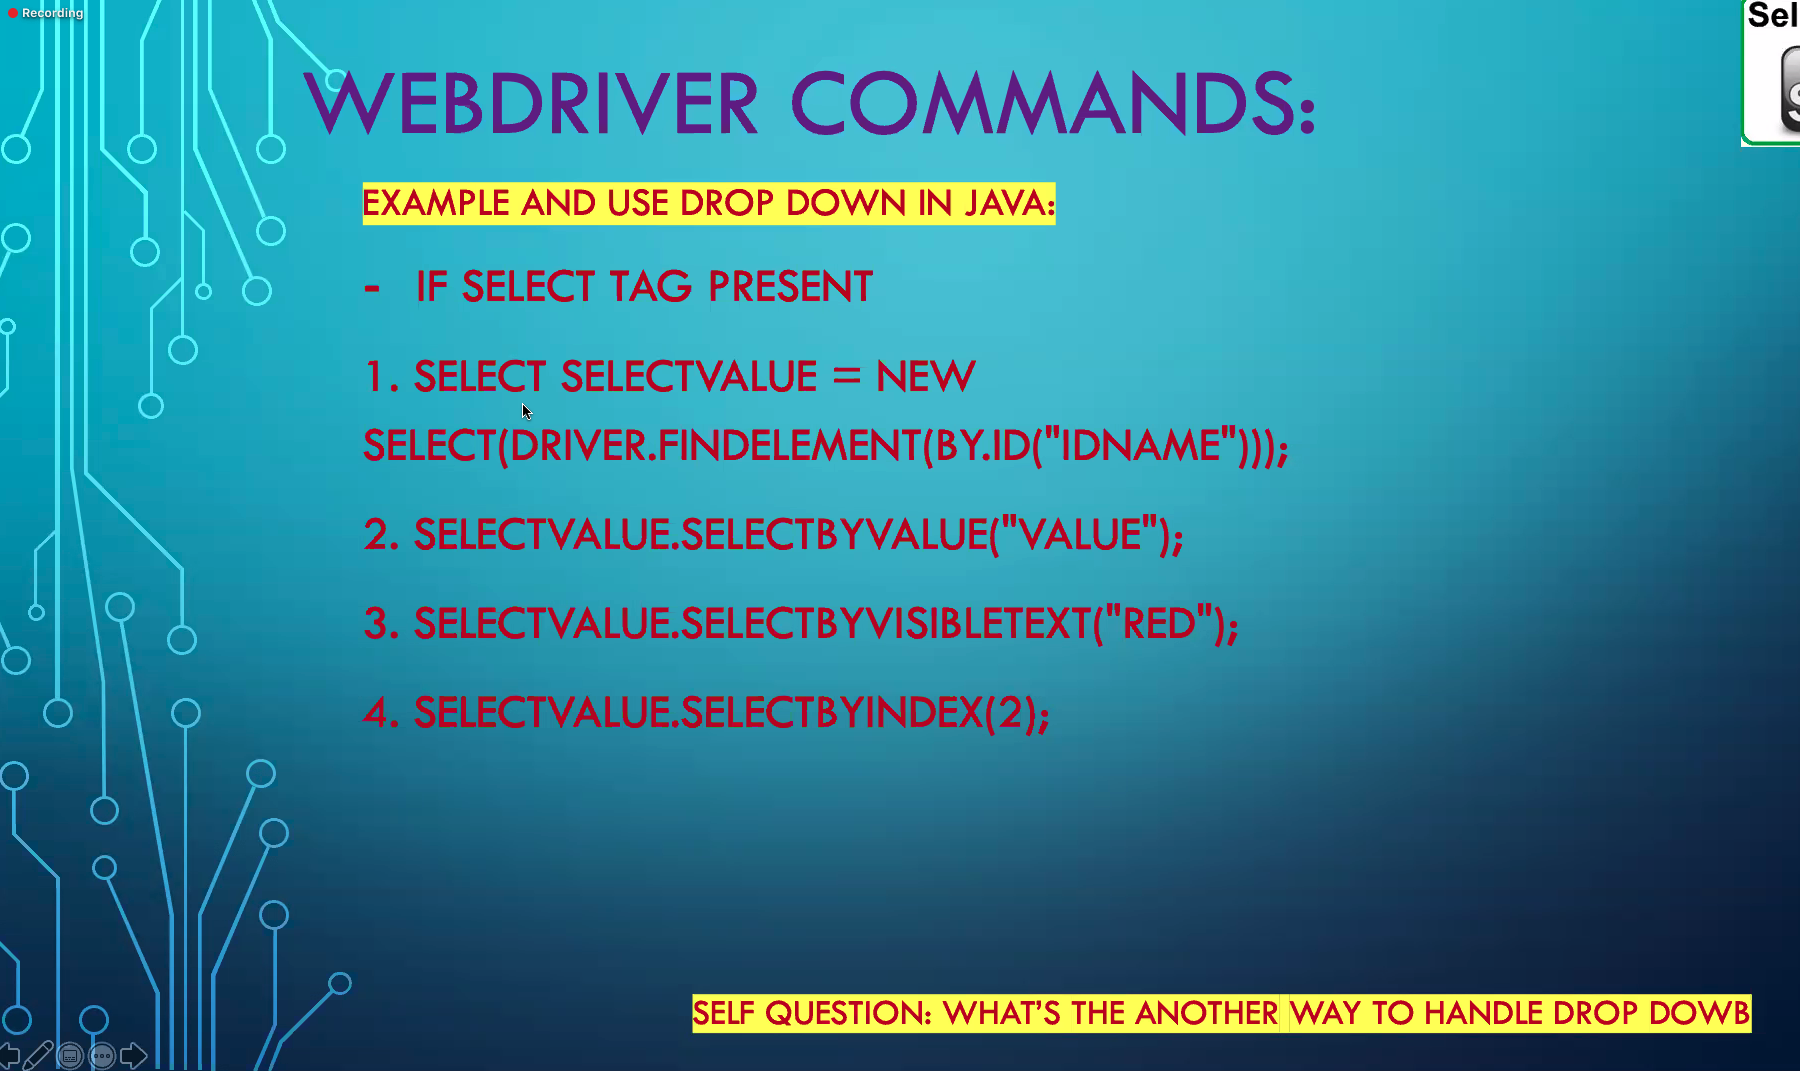 Recording
Sel
WEBDRIVER COMMANDS:
EXAMPLE AND USE DROP DOWN IN JAVA:
- IF SELECT TAG PRESENT
1. SELECT SELECTVALUE = NEW
SELECT(DRIVER.FINDELEMENT(BY.ID("IDNAME")));
2. SELECTVALUE.SELECTBYVALUE("VALUE");
3. SELECTVALUE.SELECTBYVISIBLETEXT("RED");
4. SELECTVALUE.SELECTBYINDEX(2);
SELF QUESTION: WHAT’S THE ANOTHER WAY TO HANDLE DROP DOWB